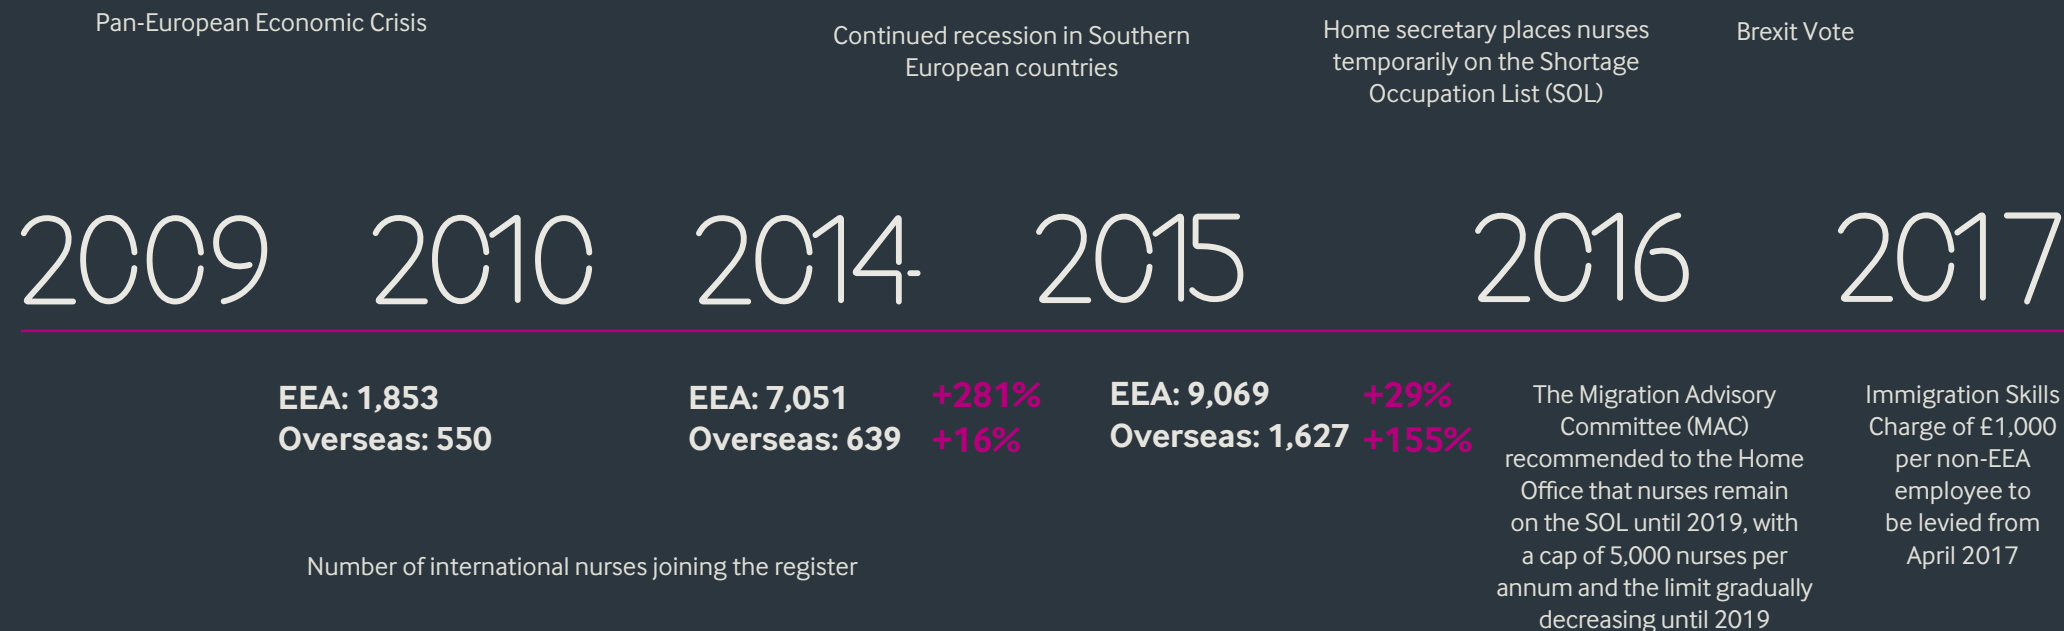 Pan-European Economic Crisis
Continued recession in Southern
European countries
Home secretary places nurses
temporarily on the Shortage
Occupation List (SOL)
Brexit Vote
2009
2010
2014
2015
2016
2017
EEA: 1,853
Overseas: 550
EEA: 7,051 +281%
Overseas: 639 +16%
EEA: 9,069 +29%
Overseas: 1,627 +155%
The Migration Advisory
Committee (MAC)
recommended to the Home
Office that nurses remain
on the SOL until 2019, with
a cap of 5,000 nurses per
annum and the limit gradually
decreasing until 2019
Immigration Skills
Charge of £1,000
per non-EEA
employee to
be levied from
April 2017
Number of international nurses joining the register